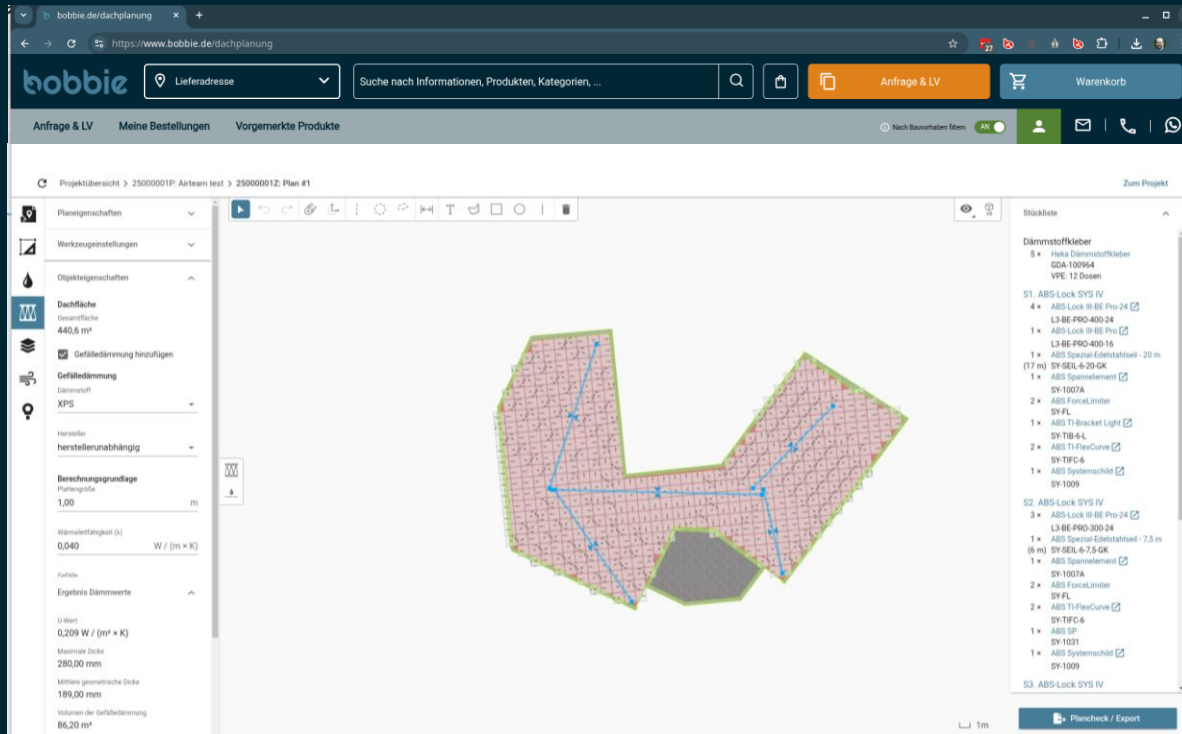 bobbie.de/dachplanung
https://www.bobbie.de/dachplanung
27
bobbie
Lieferadresse
Suche nach Informationen, Produkten, Kategorien, ...
Anfrage & LV
Warenkorb
Anfrage & LV
Meine Bestellungen
Vorgemerkte Produkte
Nach Bauvorhaben filtern
AN
Projektübersicht > 25000001P: Airteam test > 25000001Z: Plan #1
Zum Projekt
Planeigenschaften
Werkzeugeinstellungen
Objekteigenschaften
Dachfläche
Gesamtfläche
440,6 m²
Gefälledämmung hinzufügen
Gefälledämmung
Dämmstoff
XPS
Hersteller
herstellerunabhängig
Berechnungsgrundlage
Plattengröße
1,00 m
Wärmeleitfähigkeit (λ)
0,040 W / (m × K)
Gefälle
Ergebnis Dämmwerte
U-Wert
0,209 W / (m² × K)
Maximale Dicke
280,00 mm
Mittlere geometrische Dicke
189,00 mm
Volumen der Gefälledämmung
86,20 m³
T
1m
Stückliste
Dämmstoffkleber
5 × Heka Dämmstoffkleber
GDA-100964
VPE: 12 Dosen
S1. ABS-Lock SYS IV
4 × ABS-Lock III-BE Pro-24
L3-BE-PRO-400-24
1 × ABS-Lock III-BE Pro
L3-BE-PRO-400-16
1 × ABS Spezial-Edelstahlseil - 20 m
(17 m) SY-SEIL-6-20-GK
1 × ABS Spannelement
SY-1007A
2 × ABS ForceLimiter
SY-FL
1 × ABS TI-Bracket Light
SY-TIB-6-L
2 × ABS TI-FlexCurve
SY-TIFC-6
1 × ABS Systemschild
SY-1009
S2. ABS-Lock SYS IV
3 × ABS-Lock III-BE Pro-24
L3-BE-PRO-300-24
1 × ABS Spezial-Edelstahlseil - 7,5 m
(6 m) SY-SEIL-6-7,5-GK
1 × ABS Spannelement
SY-1007A
2 × ABS ForceLimiter
SY-FL
2 × ABS TI-FlexCurve
SY-TIFC-6
1 × ABS SP
SY-1031
1 × ABS Systemschild
SY-1009
S3. ABS-Lock SYS IV
Plancheck / Export